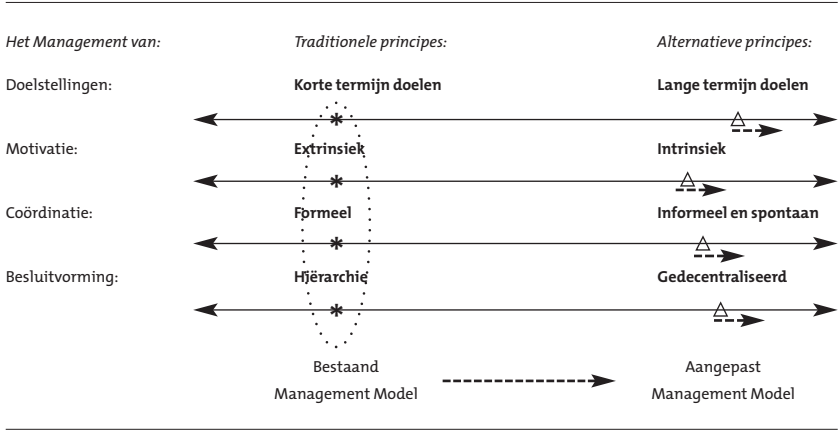 Het Management van: Traditionele principes: Alternatieve principes:
Doelstellingen: Korte termijn doelen Lange termijn doelen
Motivatie: Extrinsiek Intrinsiek
Coördinatie: Formeel Informeel en spontaan
Besluitvorming: Hiërarchie Gedecentraliseerd
Bestaand Aangepast
Management Model Management Model